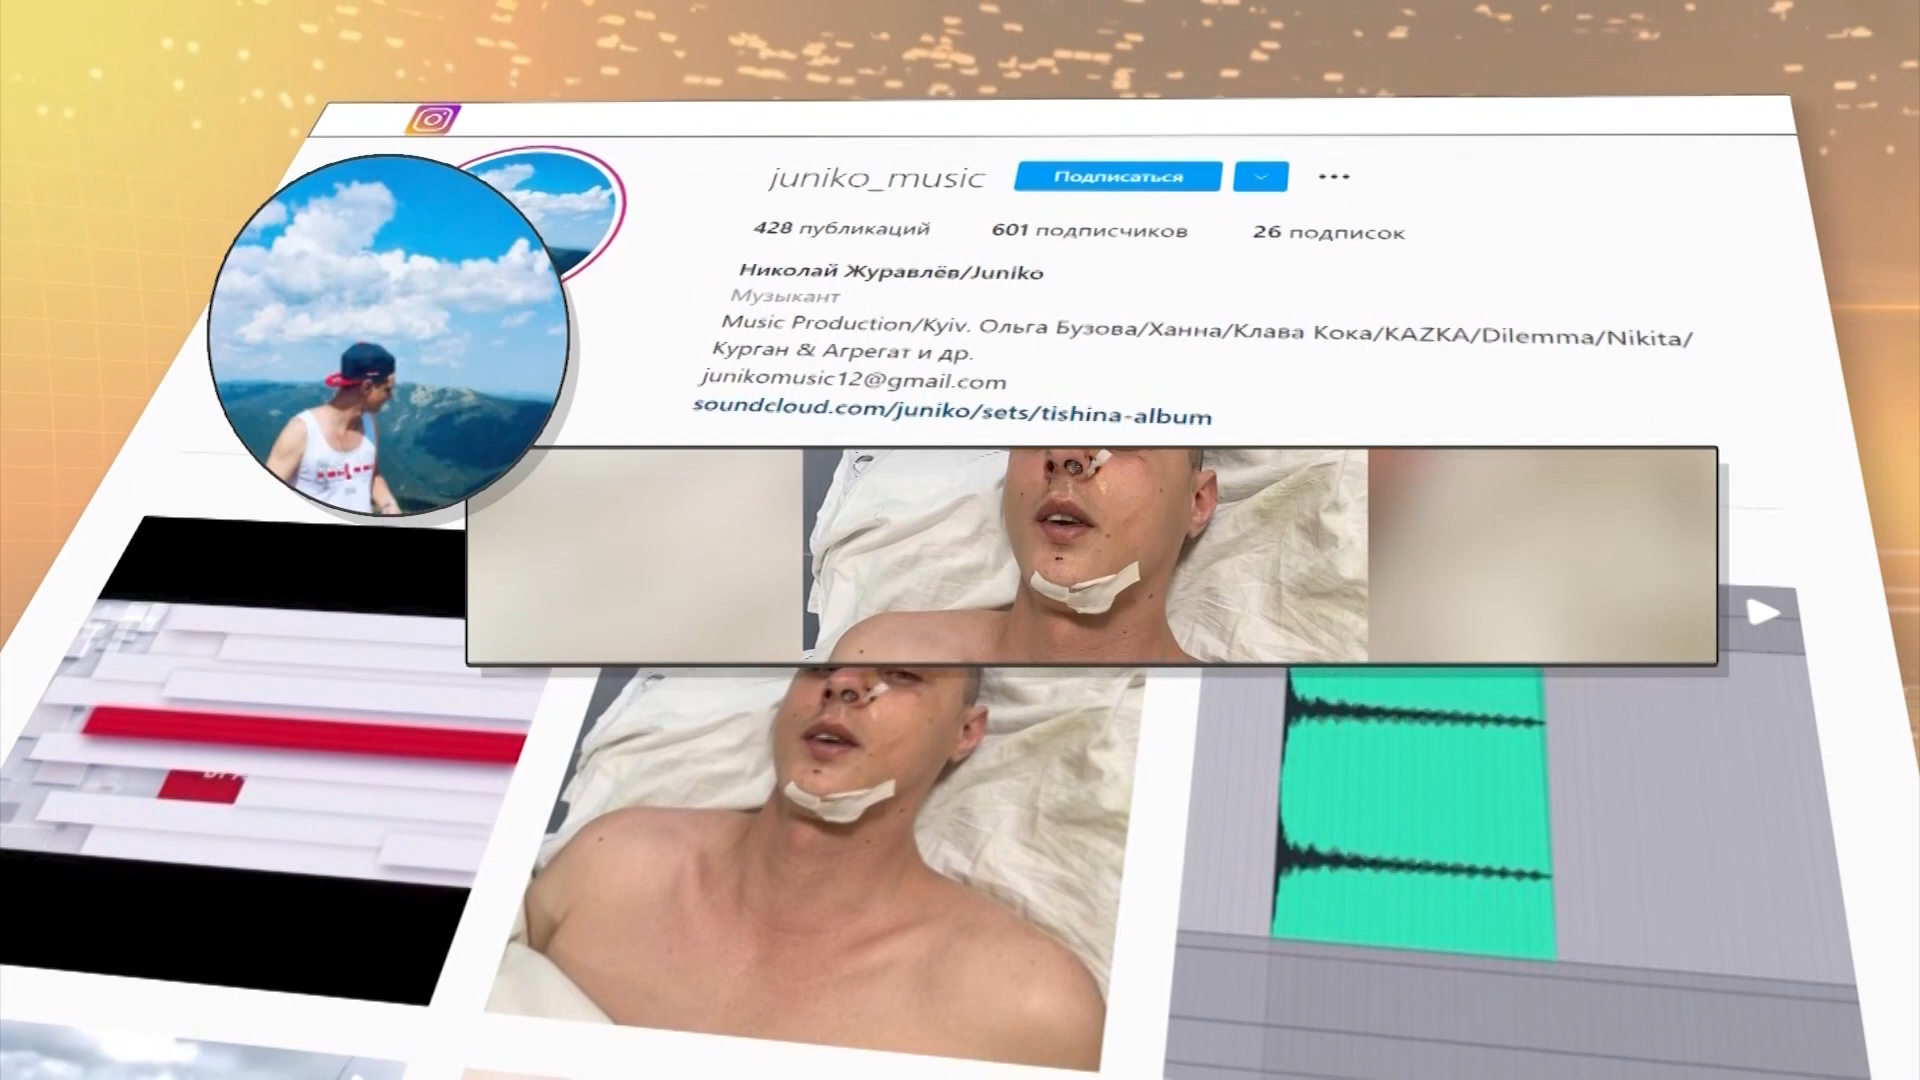 juniko_music Подписаться
428 публикаций 601 подписчиков 26 подписок
Николай Журавлёв/Juniko
Музыкант
Music Production/Kyiv. Ольга Бузова/Ханна/Клава Кока/KAZKA/Dilemma/Nikita/
Курган & Агрегат и др.
junikomusic12@gmail.com
soundcloud.com/juniko/sets/tishina-album